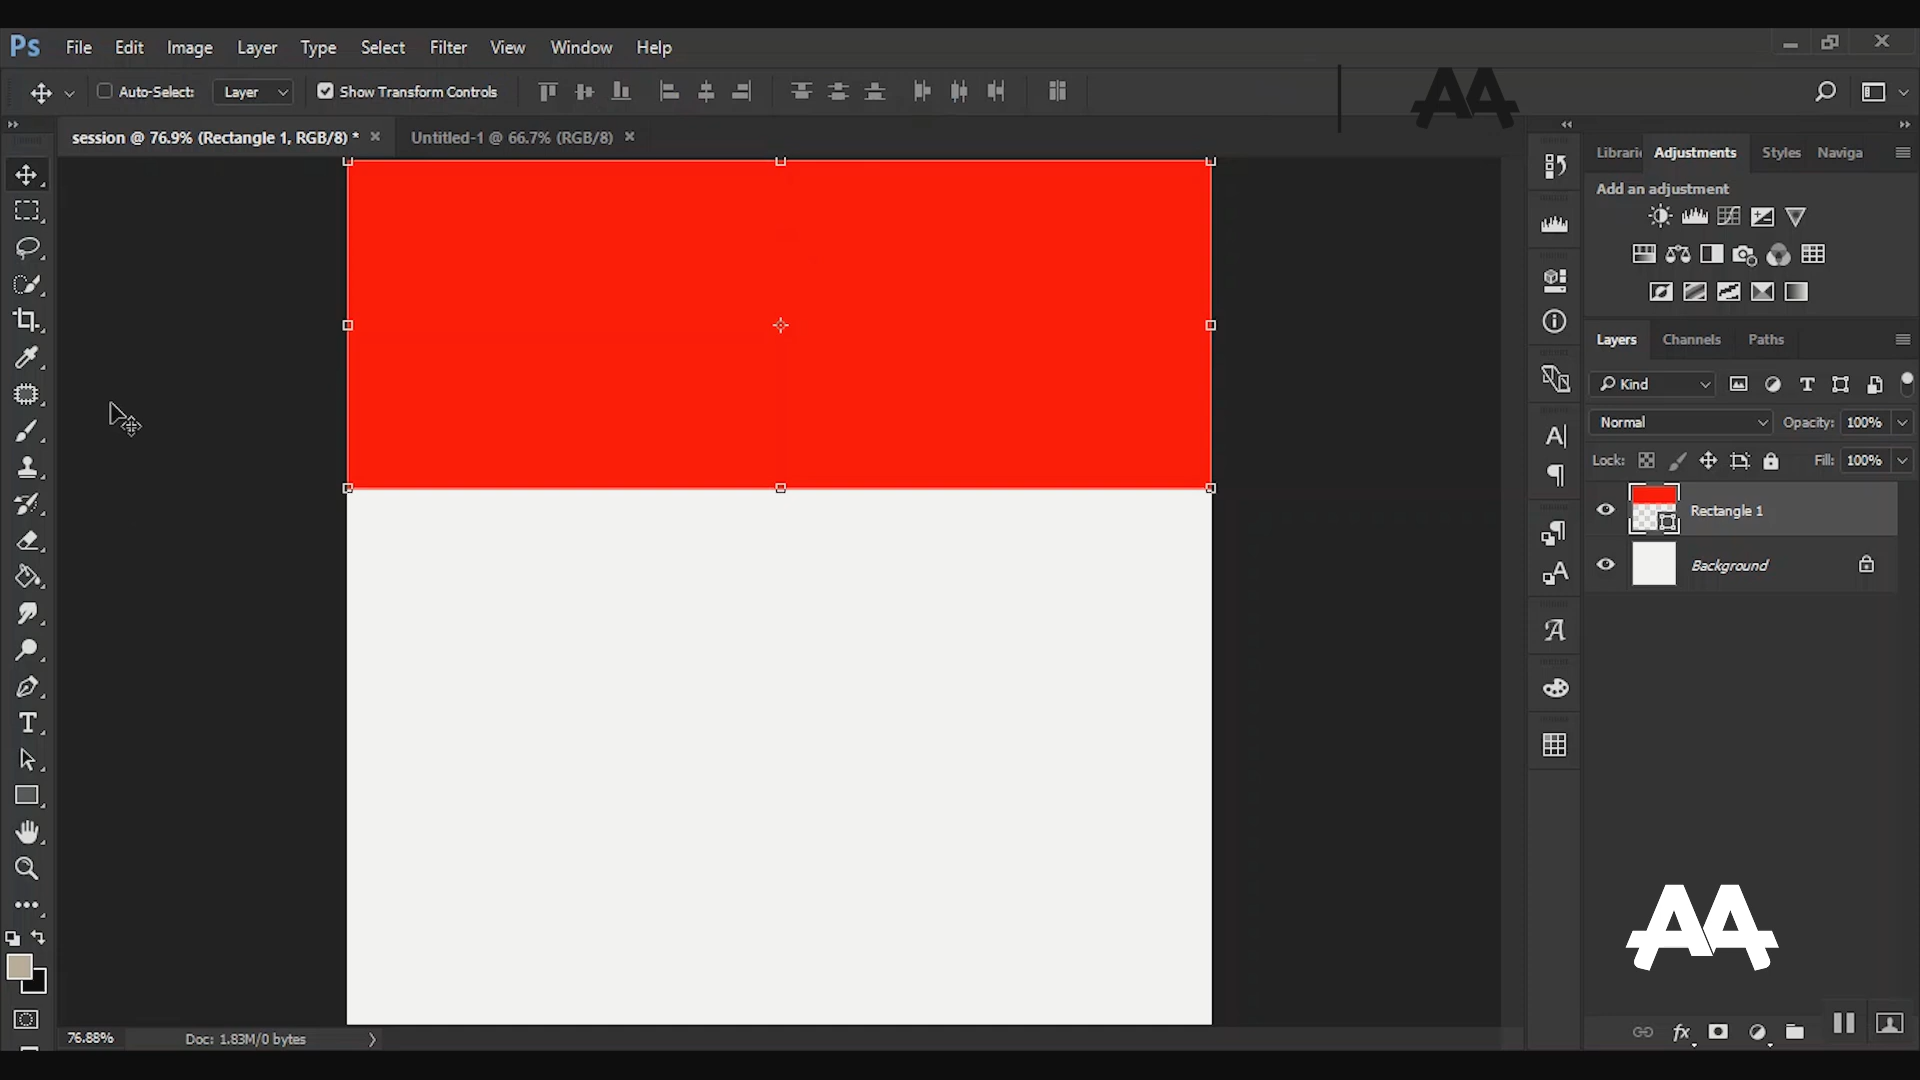 Ps File Edit Image Layer Type Select Filter View Window Help
Auto-Select: Layer Show Transform Controls
AA
session @ 76.9% (Rectangle 1, RGB/8) * Untitled-1 @ 66.7% (RGB/8)
Librari Adjustments Styles Naviga
Add an adjustment
Layers Channels Paths
Kind
Normal Opacity: 100%
Lock: Fill: 100%
Rectangle 1
Background
AA
fx
76.88% Doc: 1.83M/0 bytes